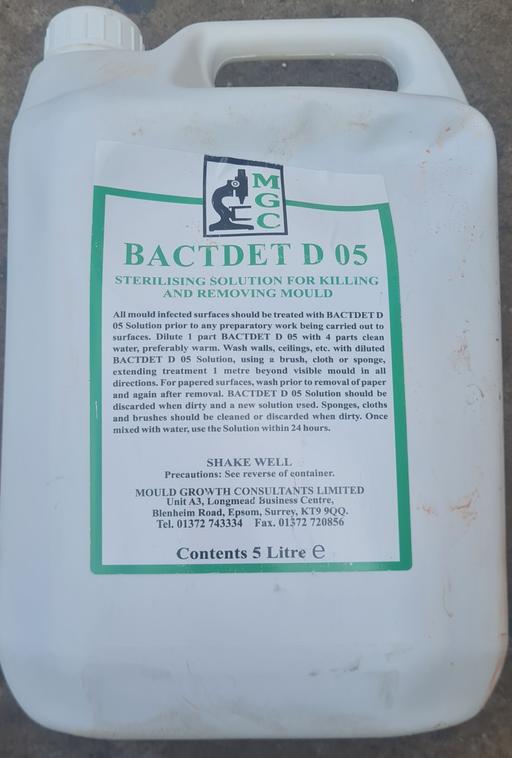 MGC
BACTDET D 05
STERILISING SOLUTION FOR KILLING
AND REMOVING MOULD
All mould infected surfaces should be treated with BACTDET D
05 Solution prior to any preparatory work being carried out to
surfaces. Dilute 1 part BACTDET D 05 with 4 parts clean
water, preferably warm. Wash walls, ceilings, etc. with diluted
BACTDET D 05 Solution, using a brush, cloth or sponge,
extending treatment 1 metre beyond visible mould in all
directions. For papered surfaces, wash prior to removal of paper
and again after removal. BACTDET D 05 Solution should be
discarded when dirty and a new solution used. Sponges, cloths
and brushes should be cleaned or discarded when dirty. Once
mixed with water, use the Solution within 24 hours.
SHAKE WELL
Precautions: See reverse of container.
MOULD GROWTH CONSULTANTS LIMITED
Unit A3, Longmead Business Centre,
Blenheim Road, Epsom, Surrey, KT9 9QQ.
Tel. 01372 743334 Fax. 01372 720856
Contents 5 Litre ℮